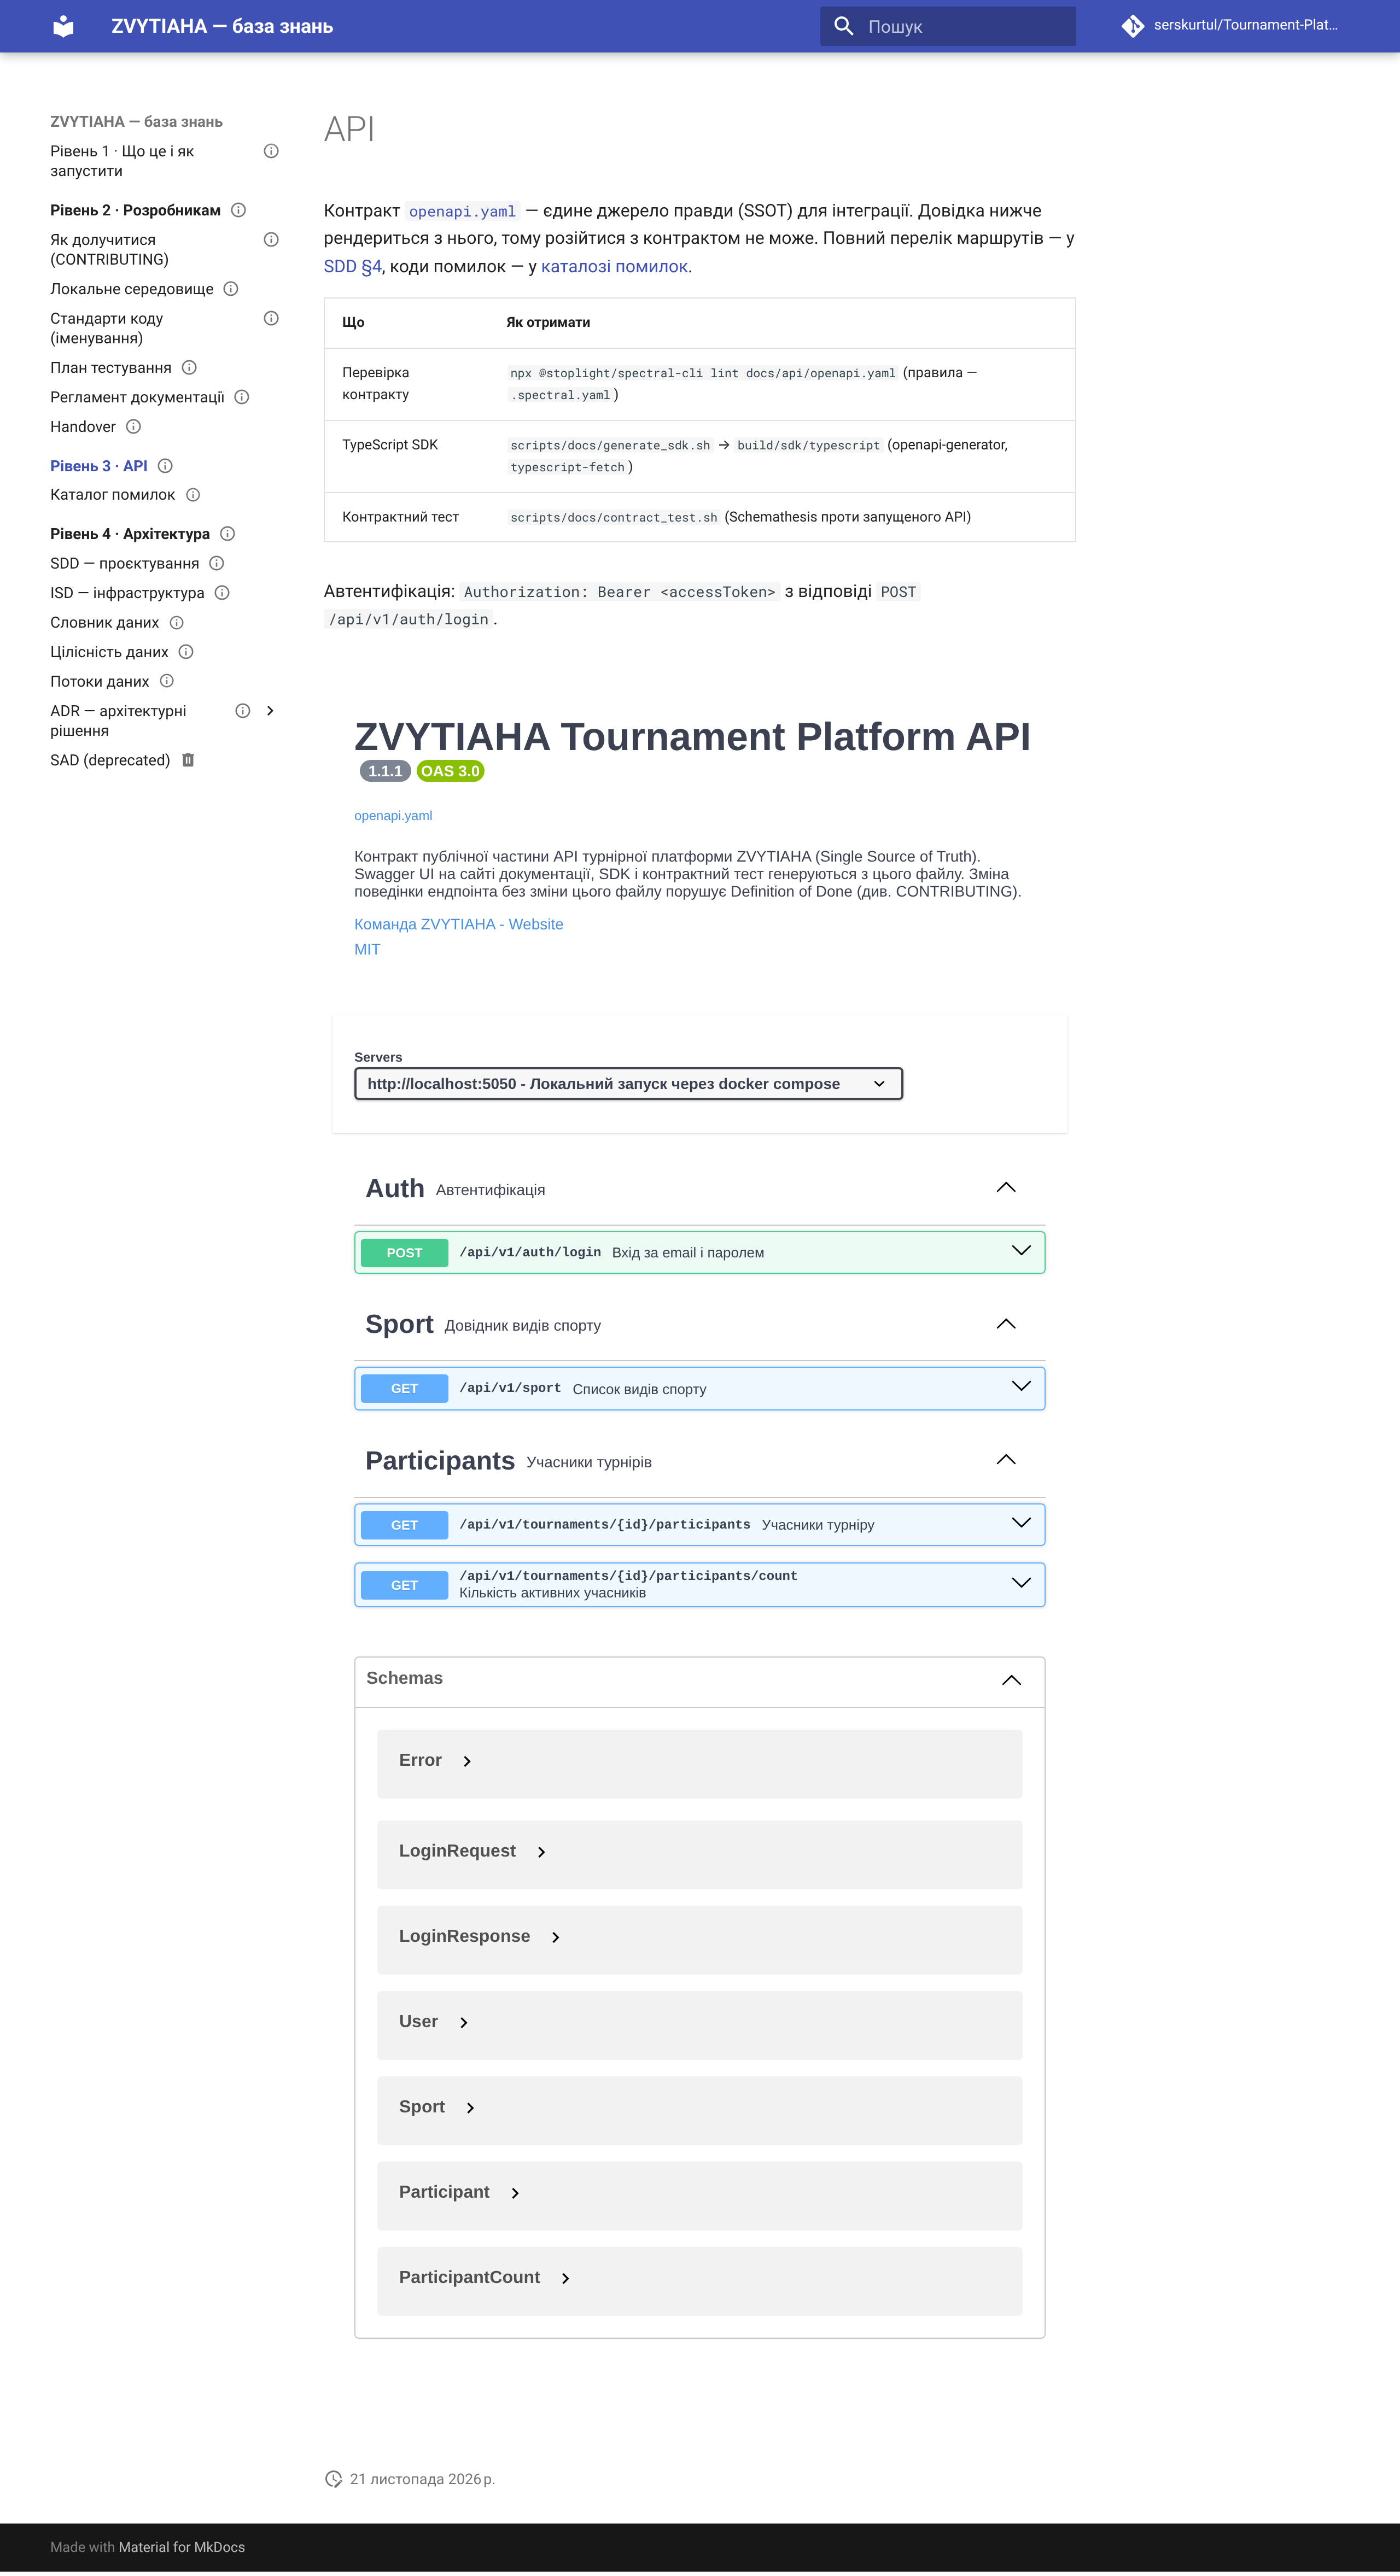 ZVYTIAHA — база знань
Пошук
serskurtul/Tournament-Plat…
ZVYTIAHA — база знань
Рівень 1 · Що це і як
запустити
Рівень 2 · Розробникам
Як долучитися
(CONTRIBUTING)
Локальне середовище
Стандарти коду
(іменування)
План тестування
Регламент документації
Handover
Рівень 3 · API
Каталог помилок
Рівень 4 · Архітектура
SDD — проєктування
ISD — інфраструктура
Словник даних
Цілісність даних
Потоки даних
ADR — архітектурні
рішення
SAD (deprecated)
API
Контракт openapi.yaml — єдине джерело правди (SSOT) для інтеграції. Довідка нижче
рендериться з нього, тому розійтися з контрактом не може. Повний перелік маршрутів — у
SDD §4, коди помилок — у каталозі помилок.
Що Як отримати
Перевірка
контракту
npx @stoplight/spectral-cli lint docs/api/openapi.yaml (правила —
.spectral.yaml)
TypeScript SDK scripts/docs/generate_sdk.sh → build/sdk/typescript (openapi-generator,
typescript-fetch)
Контрактний тест scripts/docs/contract_test.sh (Schemathesis проти запущеного API)
Автентифікація: Authorization: Bearer <accessToken> з відповіді POST
/api/v1/auth/login.
ZVYTIAHA Tournament Platform API
1.1.1 OAS 3.0
openapi.yaml
Контракт публічної частини API турнірної платформи ZVYTIAHA (Single Source of Truth).
Swagger UI на сайті документації, SDK і контрактний тест генеруються з цього файлу. Зміна
поведінки ендпоінта без зміни цього файлу порушує Definition of Done (див. CONTRIBUTING).
Команда ZVYTIAHA - Website
MIT
Servers
http://localhost:5050 - Локальний запуск через docker compose
Auth Автентифікація
POST /api/v1/auth/login Вхід за email і паролем
Sport Довідник видів спорту
GET /api/v1/sport Список видів спорту
Participants Учасники турнірів
GET /api/v1/tournaments/{id}/participants Учасники турніру
GET /api/v1/tournaments/{id}/participants/count
Кількість активних учасників
Schemas
Error
LoginRequest
LoginResponse
User
Sport
Participant
ParticipantCount
21 листопада 2026 р.
Made with Material for MkDocs